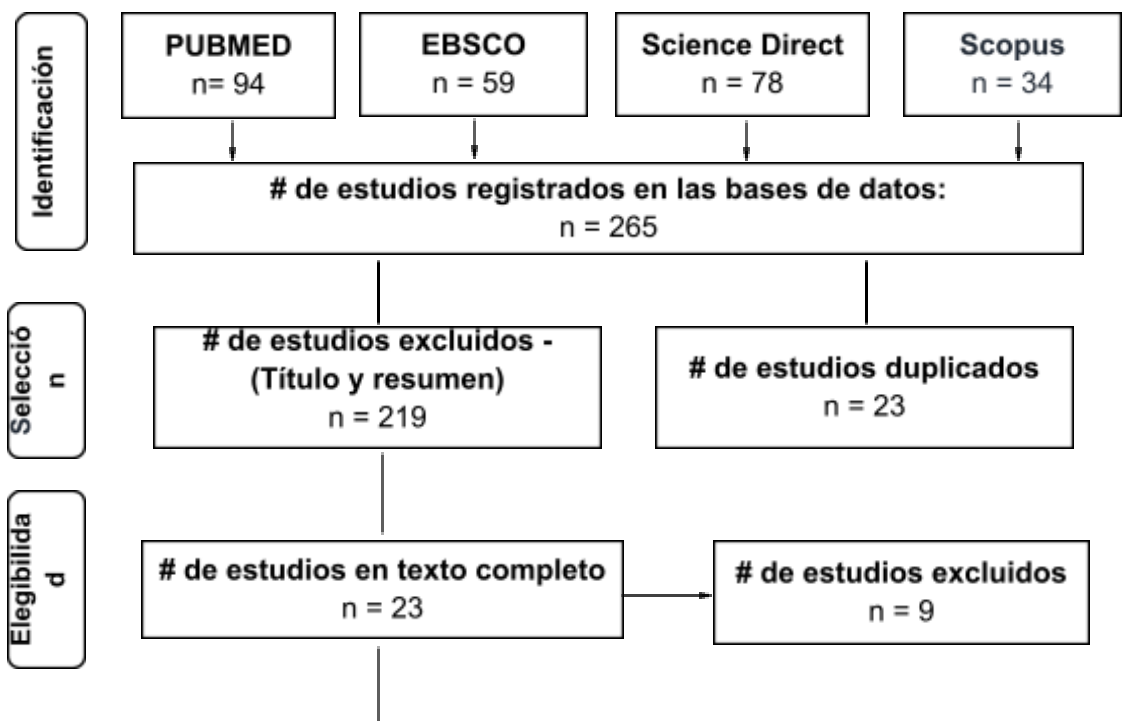 Identificación
PUBMED
n= 94
EBSCO
n = 59
Science Direct
n = 78
Scopus
n = 34
# de estudios registrados en las bases de datos:
n = 265
Selecció
n
# de estudios excluidos -
(Título y resumen)
n = 219
# de estudios duplicados
n = 23
Elegibilida
d
# de estudios en texto completo
n = 23
# de estudios excluidos
n = 9